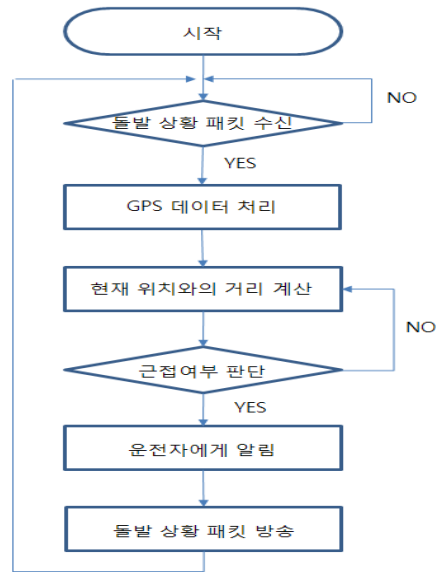 시작
NO
돌발 상황 패킷 수신
YES
GPS 데이터 처리
현재 위치와의 거리 계산
NO
근접여부 판단
YES
운전자에게 알림
돌발 상황 패킷 방송